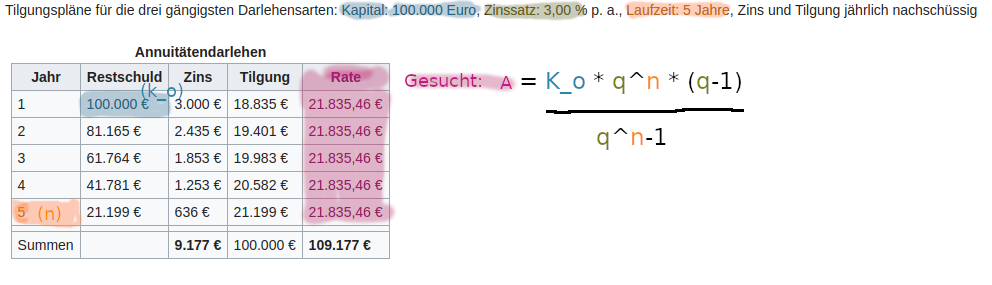 Tilgungspläne für die drei gängigsten Darlehensarten: Kapital: 100.000 Euro, Zinssatz: 3,00 % p. a., Laufzeit: 5 Jahre, Zins und Tilgung jährlich nachschüssig
Annuitätendarlehen
Jahr Restschuld Zins Tilgung Rate
(k_o)
1 100.000 € 3.000 € 18.835 € 21.835,46 €
2 81.165 € 2.435 € 19.401 € 21.835,46 €
3 61.764 € 1.853 € 19.983 € 21.835,46 €
4 41.781 € 1.253 € 20.582 € 21.835,46 €
5 (n) 21.199 € 636 € 21.199 € 21.835,46 €
Summen 9.177 € 100.000 € 109.177 €
Gesucht: A = K_o * q^n * (q-1)
q^n-1